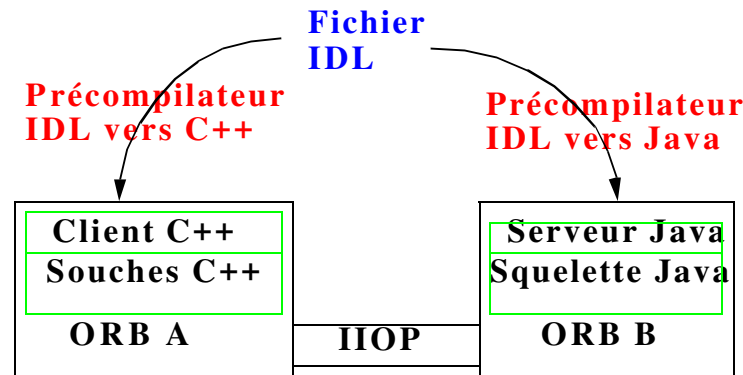 Fichier
IDL
Précompilateur
IDL vers C++
Précompilateur
IDL vers Java
Client C++
Souches C++
ORB A
IIOP
Serveur Java
Squelette Java
ORB B